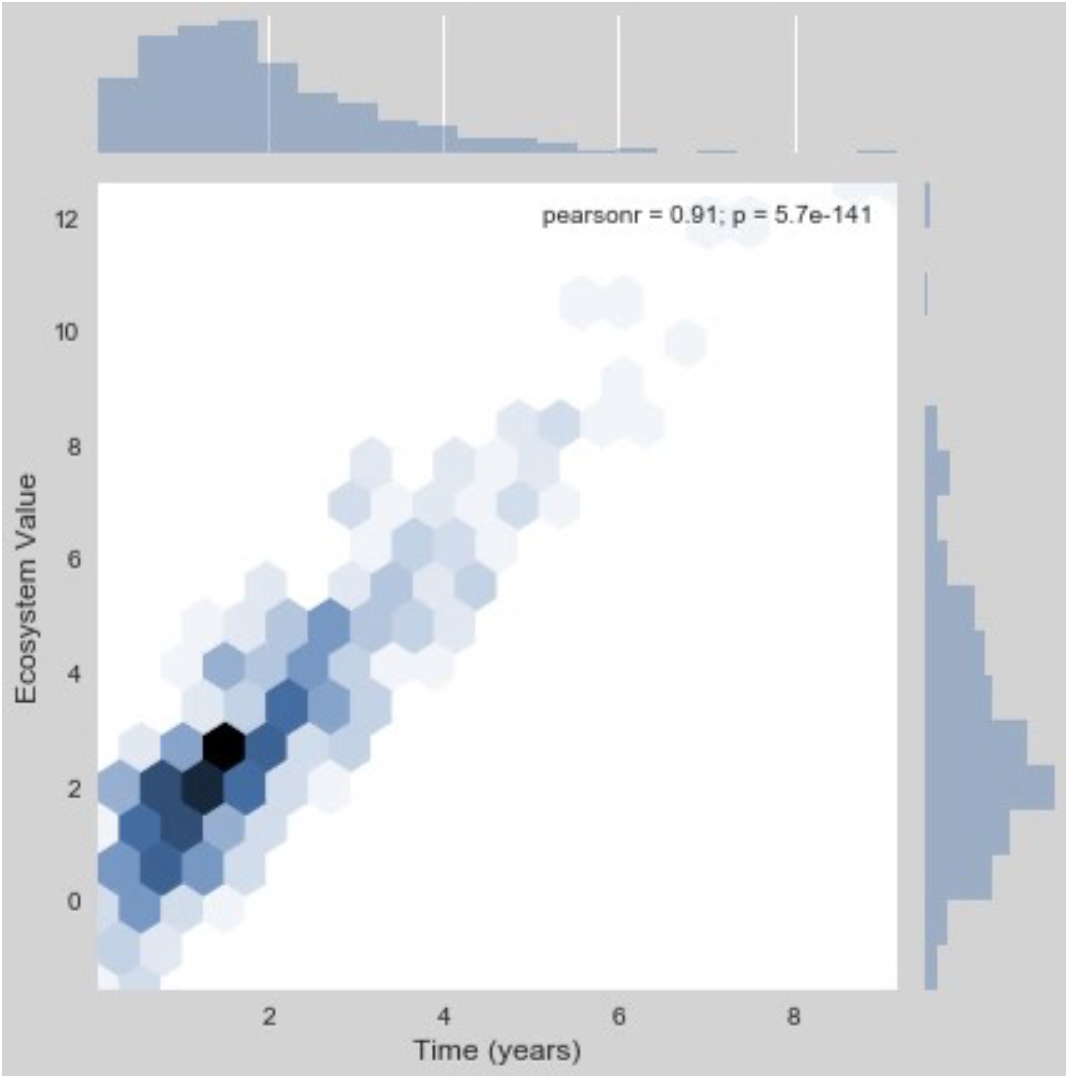 pearsonr = 0.91; p = 5.7e-141
12
10
8
6
4
2
0
Ecosystem Value
2 4 6 8
Time (years)